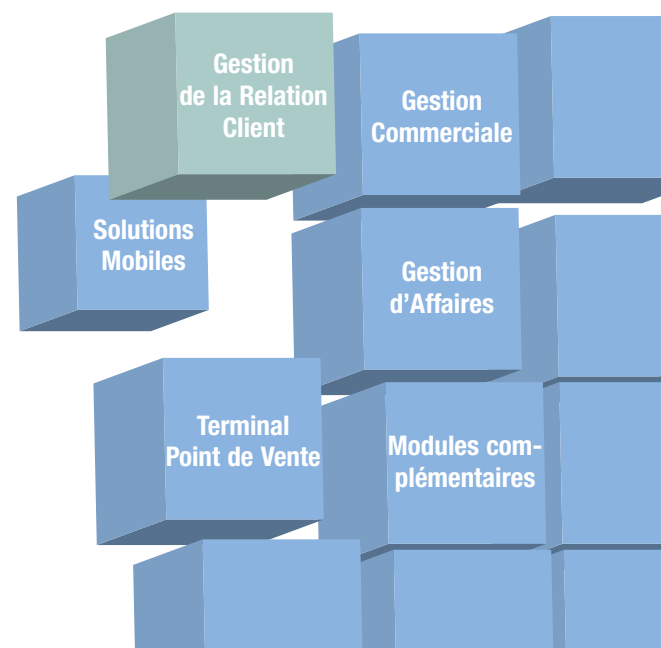 Gestion
de la Relation
Client
Gestion
Commerciale
Solutions
Mobiles
Gestion
d’Affaires
Terminal
Point de Vente
Modules com-
plémentaires